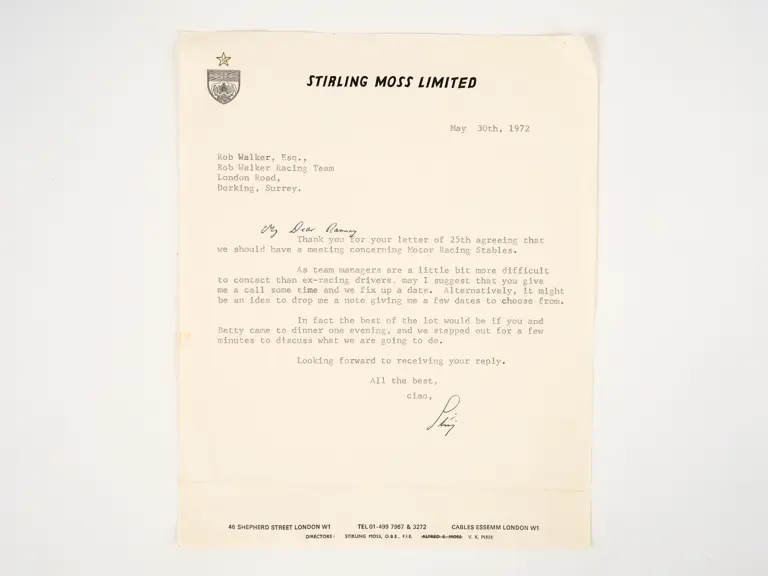 STIRLING MOSS LIMITED
May 30th, 1972
Rob Walker, Esq.,
Rob Walker Racing Team
London Road,
Dorking, Surrey.
My Dear
Thank you for your letter of 25th agreeing that
we should have a meeting concerning Motor Racing Stables.
As team managers are a little bit more difficult
to contact than ex-racing drivers, may I suggest that you give
me a call some time and we fix up a date. Alternatively, it might
be an idea to drop me a note giving me a few dates to choose from.
In fact the best of the lot would be if you and
Betty came to dinner one evening, and we stepped out for a few
minutes to discuss what we are going to do.
Looking forward to receiving your reply.
All the best,
ciao,
46 SHEPHERD STREET LONDON W1 TEL 01-499 7967 & 3272 CABLES ESSEMM LONDON W1
DIRECTORS: STIRLING MOSS, O.B.E., F.I.E. ALFRED E. MOSS V. E. PIRIE